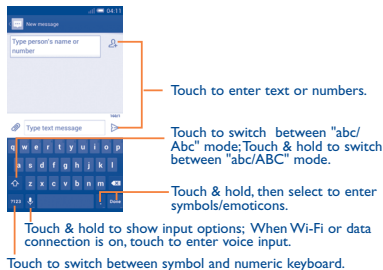 04:11
New message
Type person's name or
number
Touch to enter text or numbers.
Type text message
Touch to switch between "abc/
Abc" mode;Touch & hold to switch
between "abc/ABC" mode.
q w e r t y u i o p
a s d f g h j k l
z x c v b n m
?123
Done
Touch & hold, then select to enter
symbols/emoticons.
Touch & hold to show input options; When Wi-Fi or data
connection is on, touch to enter voice input.
Touch to switch between symbol and numeric keyboard.